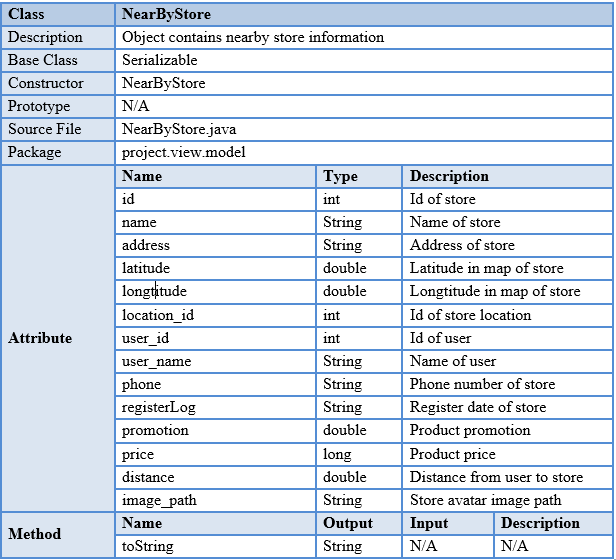 Class NearByStore
Description Object contains nearby store information
Base Class Serializable
Constructor NearByStore
Prototype N/A
Source File NearByStore.java
Package project.view.model
Attribute
Name Type Description
id int Id of store
name String Name of store
address String Address of store
latitude double Latitude in map of store
longtitude double Longtitude in map of store
location_id int Id of store location
user_id int Id of user
user_name String Name of user
phone String Phone number of store
registerLog String Register date of store
promotion double Product promotion
price long Product price
distance double Distance from user to store
image_path String Store avatar image path
Method
Name Output Input Description
toString String N/A N/A